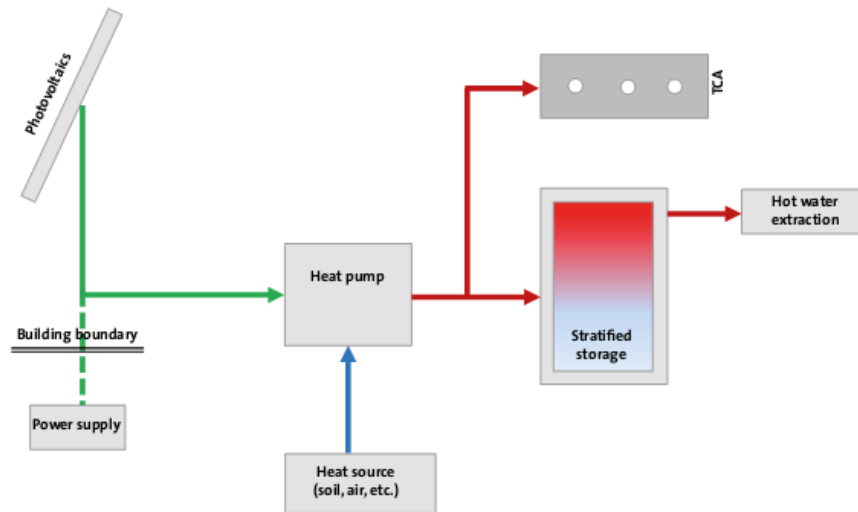 Photovoltaics
TCA
Hot water
extraction
Heat pump
Stratified
storage
Building boundary
Power supply
Heat source
(soil, air, etc.)